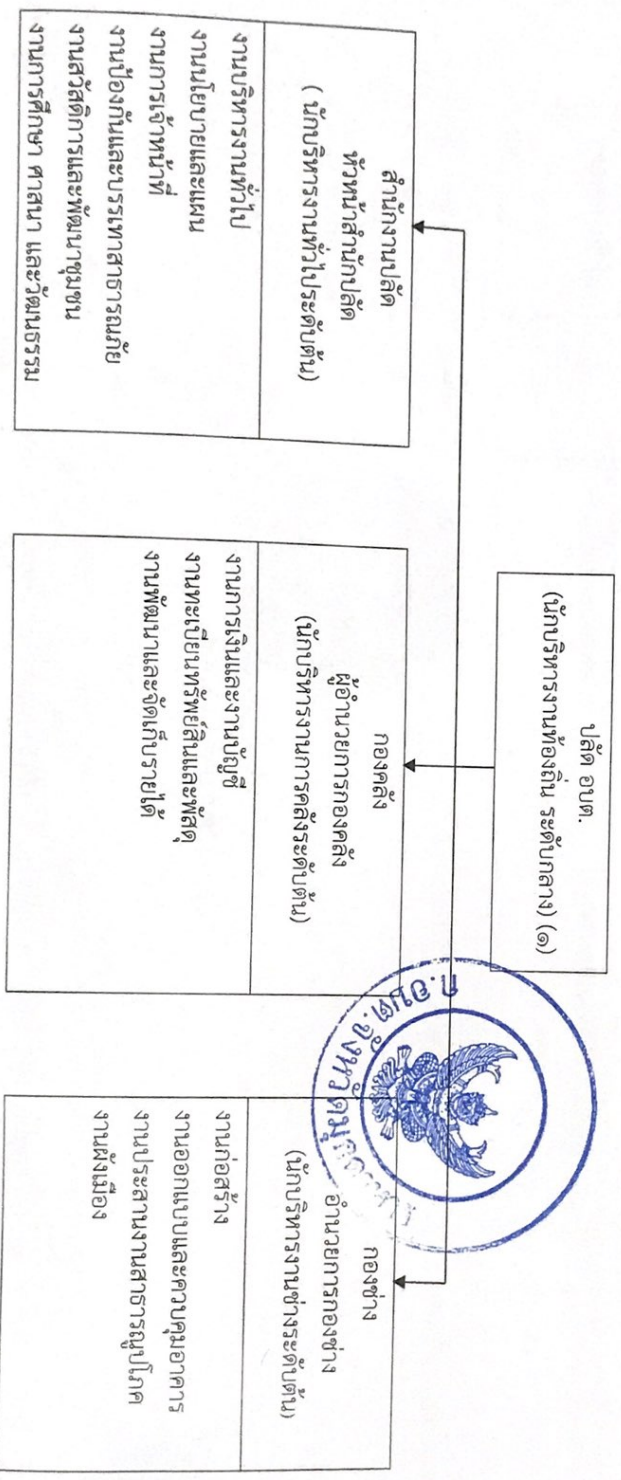 ปลัด อบต.
(นักบริหารงานท้องถิ่น ระดับกลาง) (๑)
สำนักงานปลัด
หัวหน้าสำนักปลัด
( นักบริหารงานทั่วไประดับต้น)
งานบริหารงานทั่วไป
งานนโยบายและแผน
งานการเจ้าหน้าที่
งานป้องกันและบรรเทาสาธารณภัย
งานสวัสดิการและพัฒนาชุมชน
งานการศึกษา ศาสนา และวัฒนธรรม
กองคลัง
ผู้อำนวยการกองคลัง
(นักบริหารงานการคลังระดับต้น)
งานการเงินและงานบัญชี
งานทะเบียนทรัพย์สินและพัสดุ
งานพัฒนาและจัดเก็บรายได้
กองช่าง
อำนวยการกองช่าง
(นักบริหารงานช่างระดับต้น)
งานก่อสร้าง
งานออกแบบและควบคุมอาคาร
งานประสานงานสาธารณูปโภค
งานผังเมือง
ก.อบต.จังหวัด